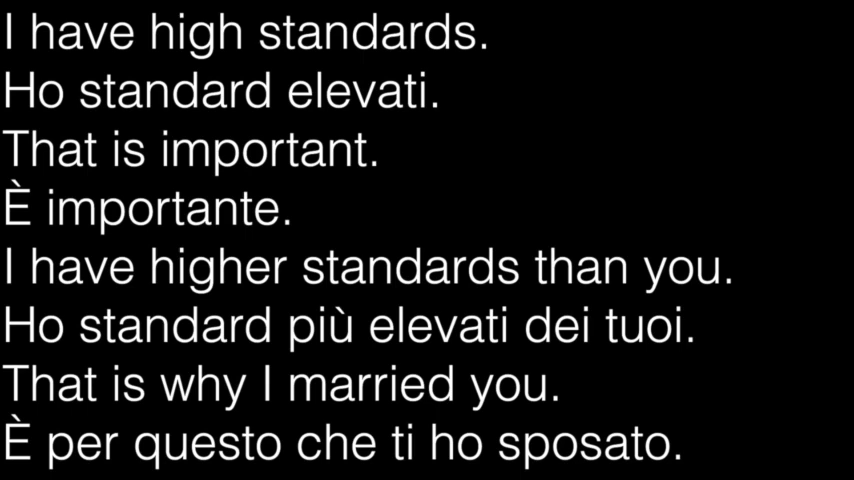 I have high standards.
Ho standard elevati.
That is important.
È importante.
I have higher standards than you.
Ho standard più elevati dei tuoi.
That is why I married you.
È per questo che ti ho sposato.